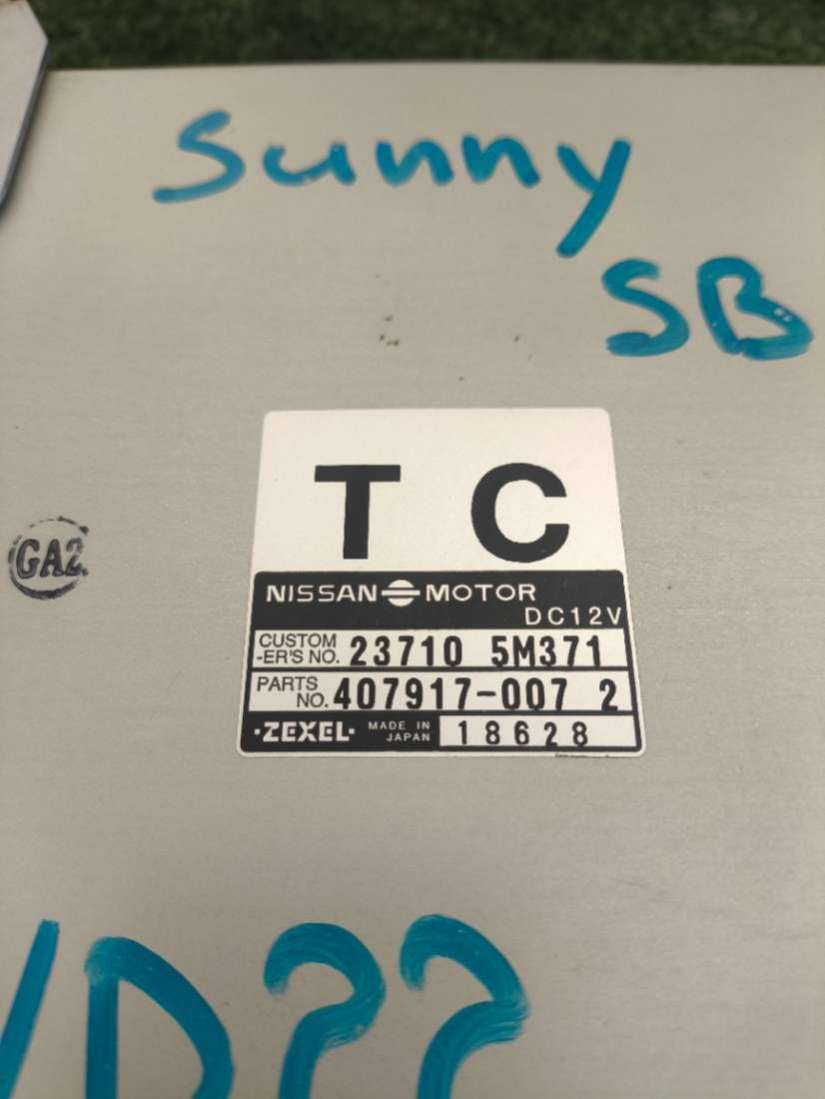 Sunny
SB
T C
GA2
NISSAN MOTOR
DC12V
CUSTOM
-ER'S NO. 23710 5M371
PARTS
NO. 407917-007 2
·ZEXEL· MADE IN
JAPAN 18628